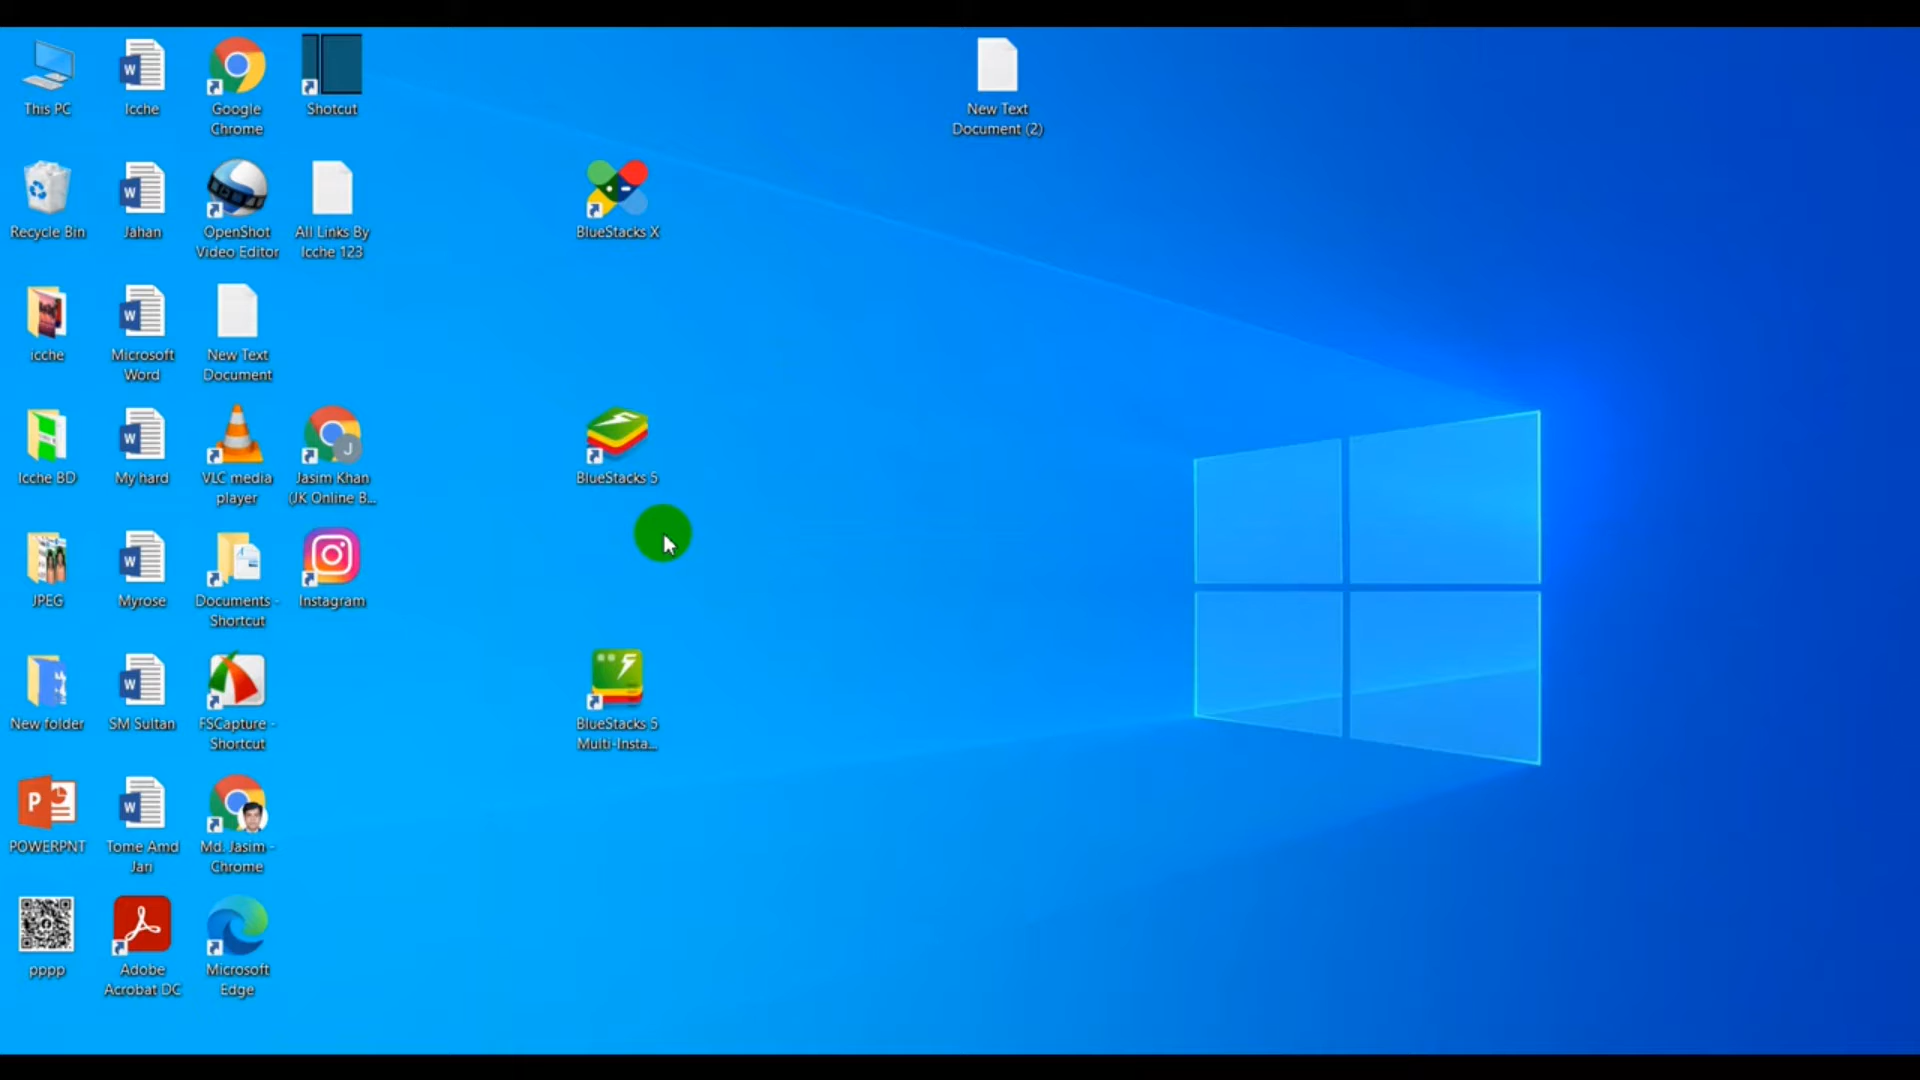 This PC
Icche
Google
Chrome
Shotcut
New Text
Document (2)
Recycle Bin
Jahan
OpenShot
Video Editor
All Links By
Icche 123
BlueStacks X
icche
Microsoft
Word
New Text
Document
Icche BD
My hard
VLC media
player
Jasim Khan
(JK Online B...
BlueStacks 5
JPEG
Myrose
Documents -
Shortcut
Instagram
New folder
SM Sultan
FSCapture -
Shortcut
BlueStacks 5
Multi-Insta...
POWERPNT
Tome Amd
Jari
Md. Jasim -
Chrome
pppp
Adobe
Acrobat DC
Microsoft
Edge